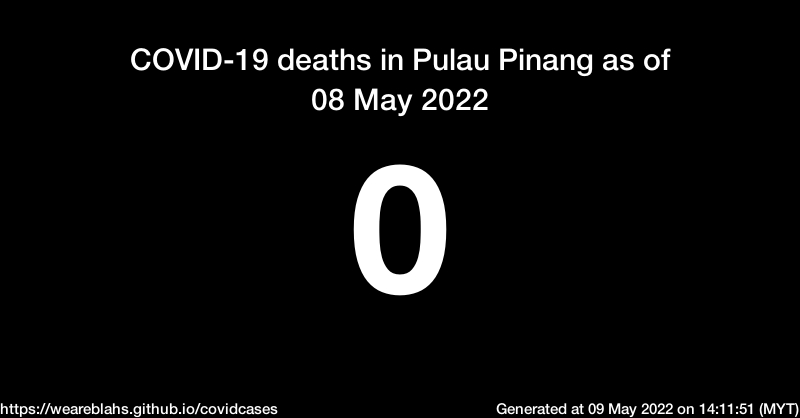 COVID-19 deaths in Pulau Pinang as of
08 May 2022
0
https://weareblahs.github.io/covidcases
Generated at 09 May 2022 on 14:11:51 (MYT)